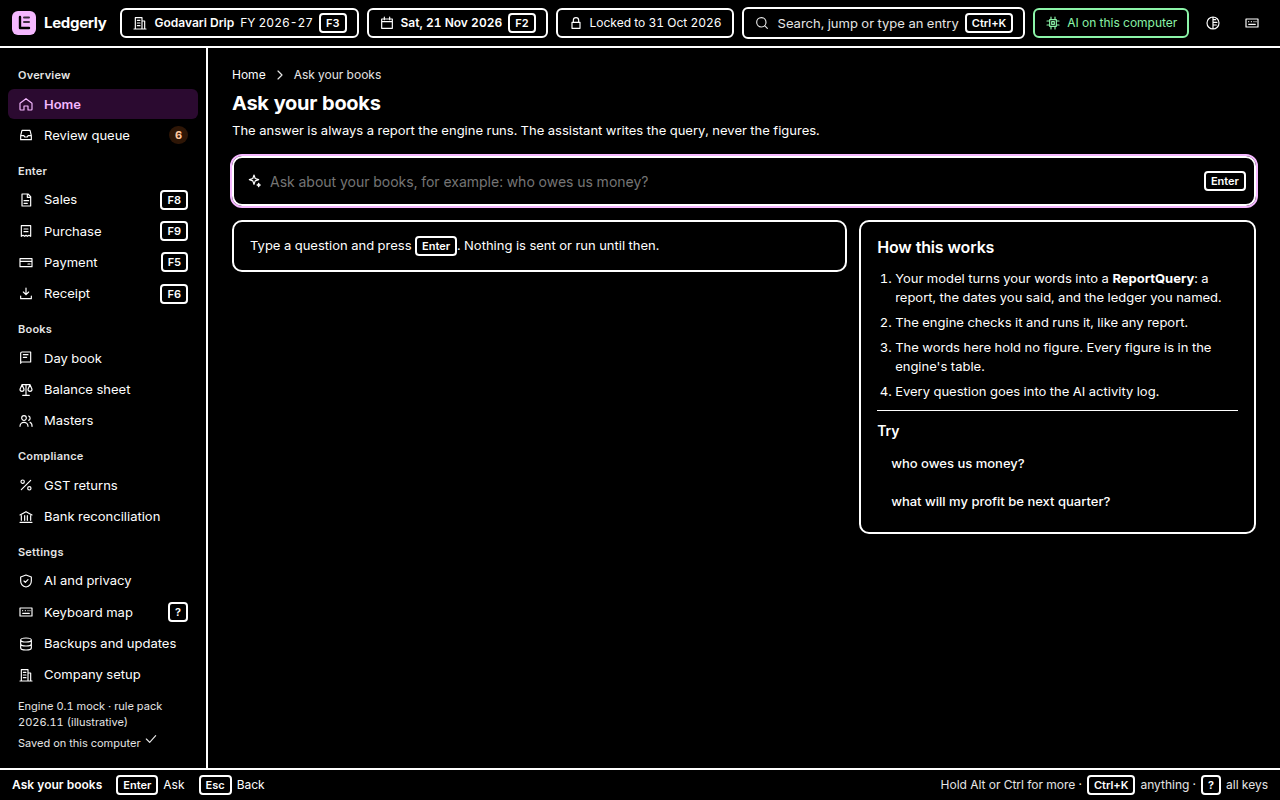 Ledgerly
Godavari Drip FY 2026-27 F3
Sat, 21 Nov 2026 F2
Locked to 31 Oct 2026
Search, jump or type an entry Ctrl+K
AI on this computer
Overview
Home
Review queue 6
Enter
Sales F8
Purchase F9
Payment F5
Receipt F6
Books
Day book
Balance sheet
Masters
Compliance
GST returns
Bank reconciliation
Settings
AI and privacy
Keyboard map ?
Backups and updates
Company setup
Engine 0.1 mock · rule pack
2026.11 (illustrative)
Saved on this computer
Home > Ask your books
Ask your books
The answer is always a report the engine runs. The assistant writes the query, never the figures.
Ask about your books, for example: who owes us money? Enter
Type a question and press Enter. Nothing is sent or run until then.
How this works
1. Your model turns your words into a ReportQuery: a
report, the dates you said, and the ledger you named.
2. The engine checks it and runs it, like any report.
3. The words here hold no figure. Every figure is in the
engine's table.
4. Every question goes into the AI activity log.
Try
who owes us money?
what will my profit be next quarter?
Ask your books Enter Ask Esc Back
Hold Alt or Ctrl for more · Ctrl+K anything · ? all keys